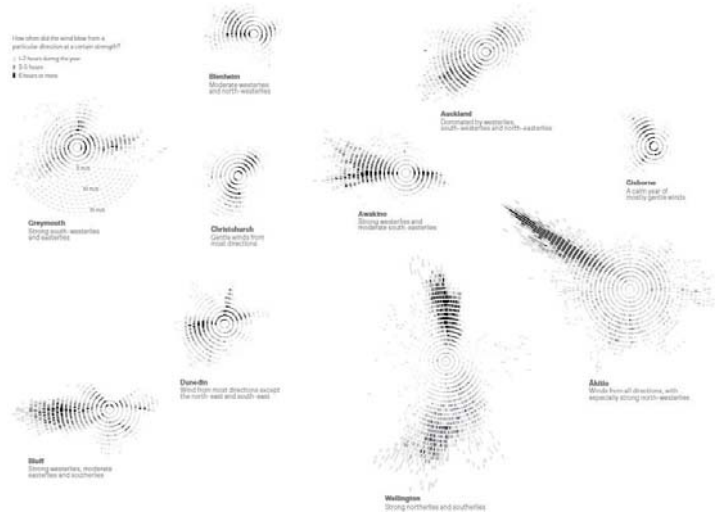 How often did the wind blow from a
particular direction at a certain strength?
1-2 hours during the year
3-5 hours
6 hours or more
Blenheim
Moderate westerlies
and north-westerlies
Auckland
Dominated by westerlies,
south-westerlies and north-easterlies
Gisborne
A calm year of
mostly gentle winds
5 m/s
10 m/s
15 m/s
Greymouth
Strong south-westerlies
and easterlies
Christchurch
Gentle winds from
most directions
Awakino
Strong westerlies and
moderate south-easterlies
Dunedin
Wind from most directions except
the north-east and south-east
Ākitio
Winds from all directions, with
especially strong north-westerlies
Bluff
Strong westerlies, moderate
easterlies and southerlies
Wellington
Strong northerlies and southerlies